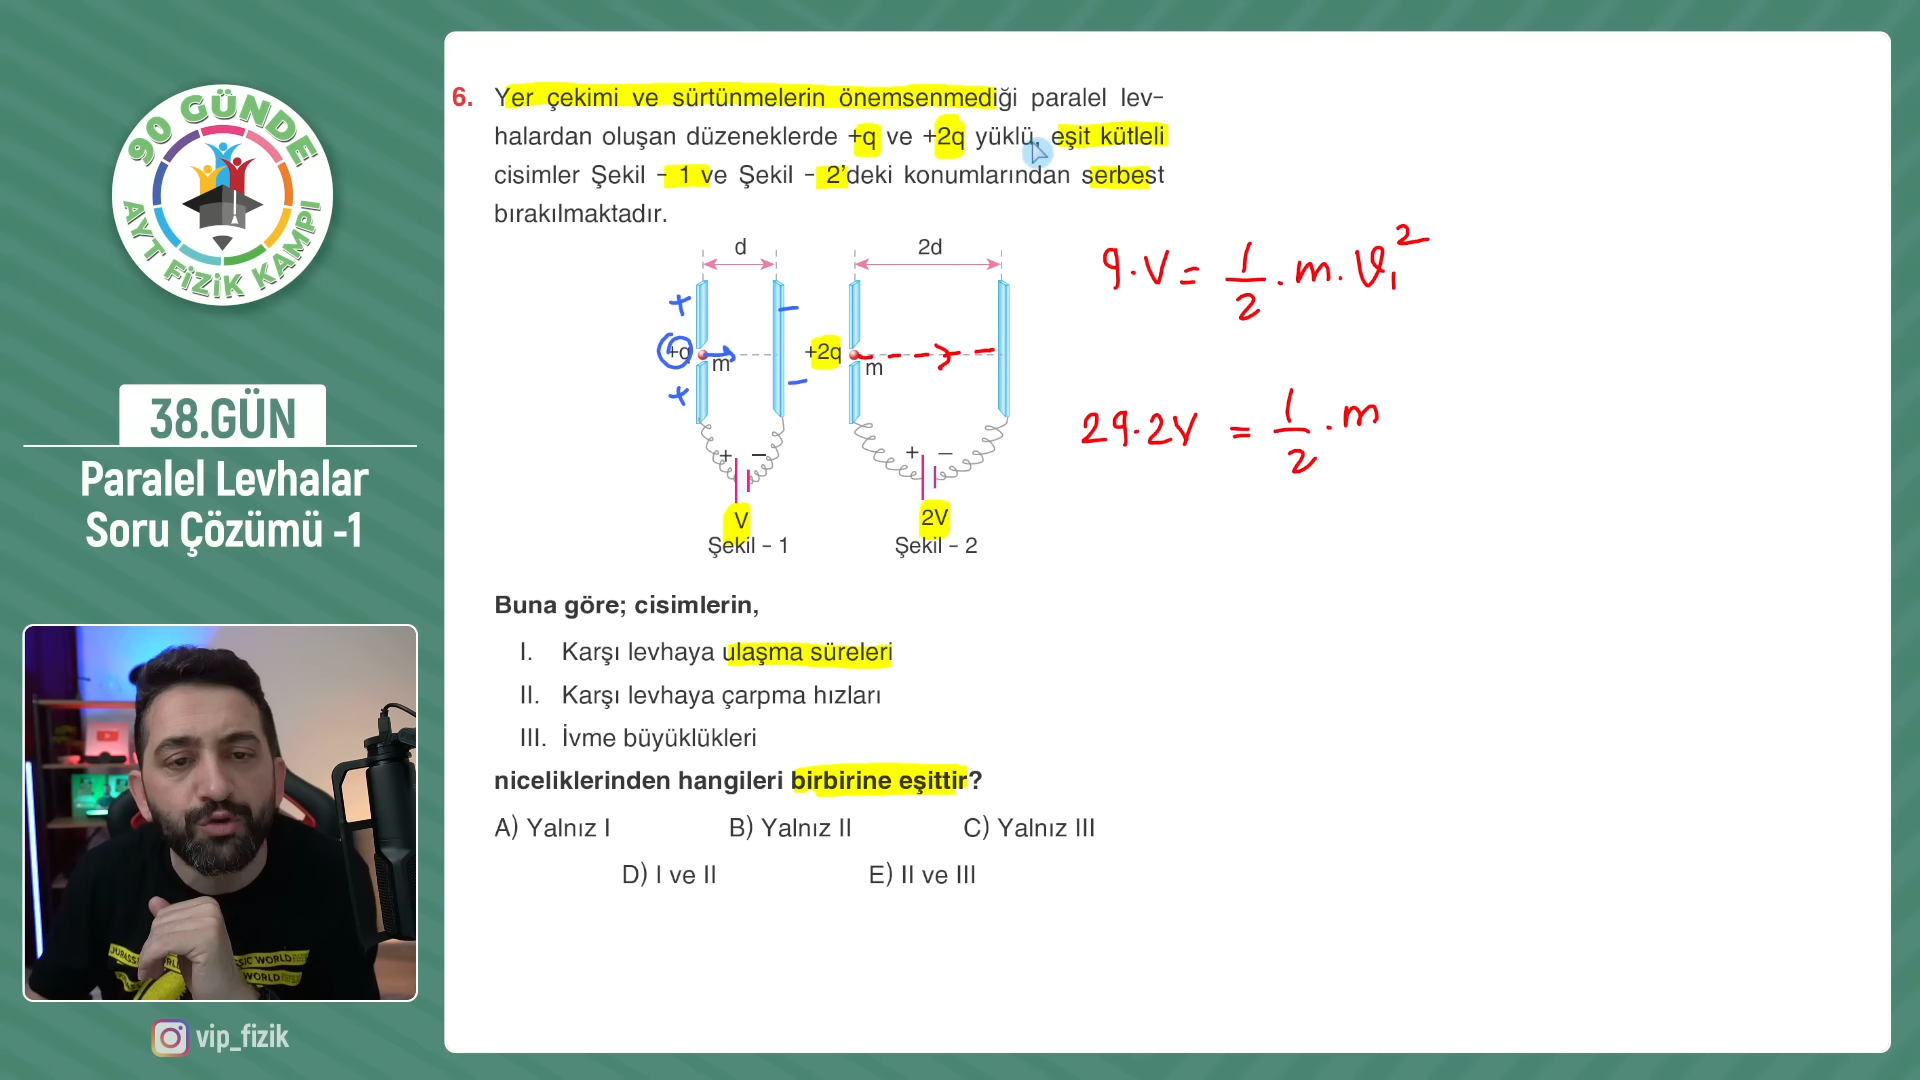 90 GÜNDE
AYT FİZİK KAMPI
38.GÜN
Paralel Levhalar
Soru Çözümü -1
vip_fizik
6. Yer çekimi ve sürtünmelerin önemsenmediği paralel lev-
halardan oluşan düzeneklerde +q ve +2q yüklü, eşit kütleli
cisimler Şekil - 1 ve Şekil - 2'deki konumlarından serbest
bırakılmaktadır.
d
2d
+ -
+q m
+2q m
+ -
+ -
+ -
V
2V
Şekil - 1
Şekil - 2
q.V = 1/2 . m . ϑ₁²
2q.2V = 1/2 . m
Buna göre; cisimlerin,
I. Karşı levhaya ulaşma süreleri
II. Karşı levhaya çarpma hızları
III. İvme büyüklükleri
niceliklerinden hangileri birbirine eşittir?
A) Yalnız I B) Yalnız II C) Yalnız III
D) I ve II E) II ve III